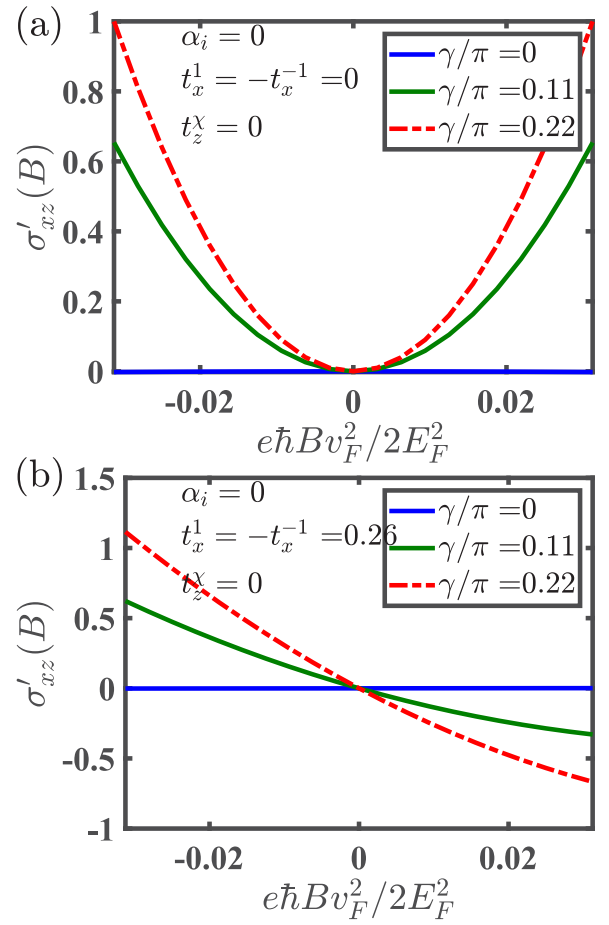 (a)
α_i = 0
t_x^1 = −t_x^{-1} =0
t_z^χ = 0
γ/π =0
γ/π =0.11
γ/π =0.22
σ′_{xz}(B)
1
0.8
0.6
0.4
0.2
0
-0.02 0 0.02
eħBv_F^2/2E_F^2
(b)
α_i = 0
t_x^1 = −t_x^{-1} =0.26
t_z^χ = 0
γ/π =0
γ/π =0.11
γ/π =0.22
σ′_{xz}(B)
1.5
1
0.5
0
-0.5
-1
-0.02 0 0.02
eħBv_F^2/2E_F^2